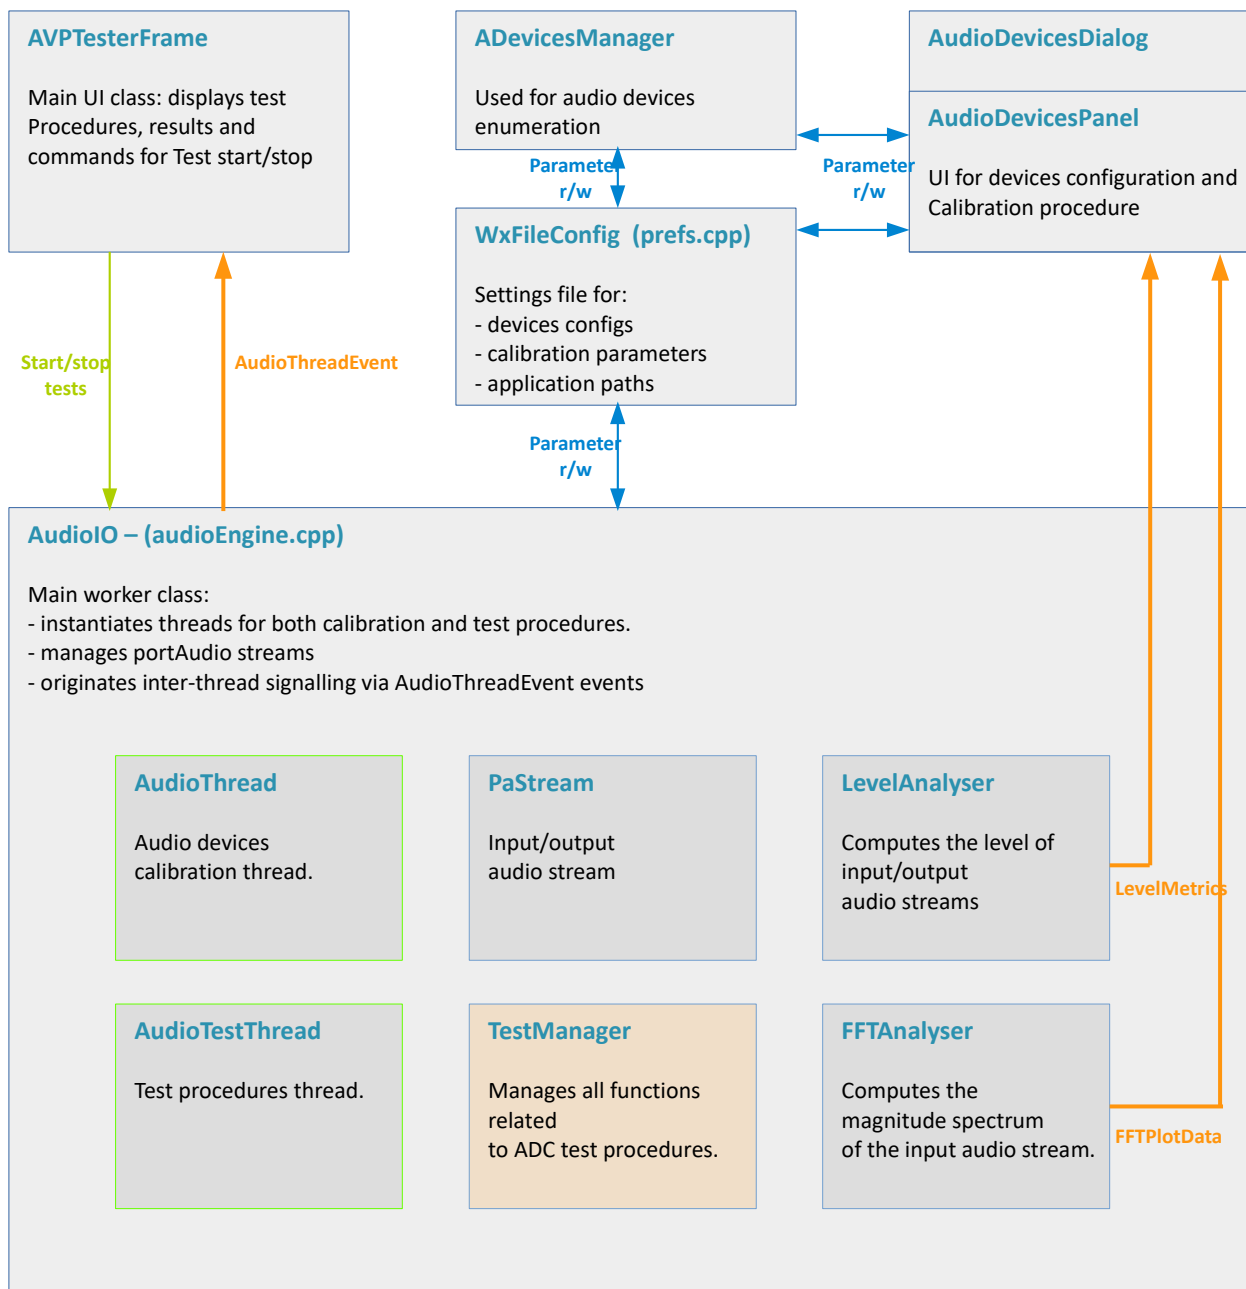 AVPTesterFrame
Main UI class: displays test
Procedures, results and
commands for Test start/stop
ADevicesManager
Used for audio devices
enumeration
AudioDevicesDialog
AudioDevicesPanel
UI for devices configuration and
Calibration procedure
Parameter
r/w
Parameter
r/w
WxFileConfig  (prefs.cpp)
Settings file for:
- devices configs
- calibration parameters
- application paths
Start/stop
tests
AudioThreadEvent
Parameter
r/w
AudioIO – (audioEngine.cpp)
Main worker class:
- instantiates threads for both calibration and test procedures.
- manages portAudio streams
- originates inter-thread signalling via AudioThreadEvent events
AudioThread
Audio devices
calibration thread.
PaStream
Input/output
audio stream
LevelAnalyser
Computes the level of
input/output
audio streams
LevelMetrics
AudioTestThread
Test procedures thread.
TestManager
Manages all functions
related
to ADC test procedures.
FFTAnalyser
Computes the
magnitude spectrum
of the input audio stream.
FFTPlotData